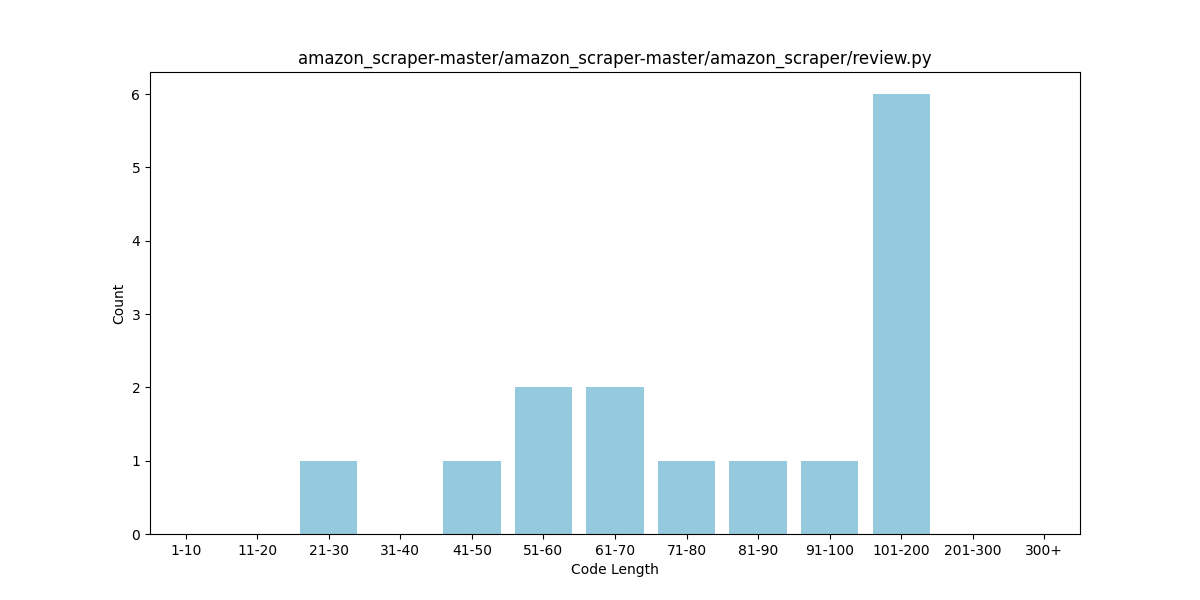 amazon_scraper-master/amazon_scraper-master/amazon_scraper/review.py
6
5
4
3
2
1
0
Count
1-10 11-20 21-30 31-40 41-50 51-60 61-70 71-80 81-90 91-100 101-200 201-300 300+
Code Length